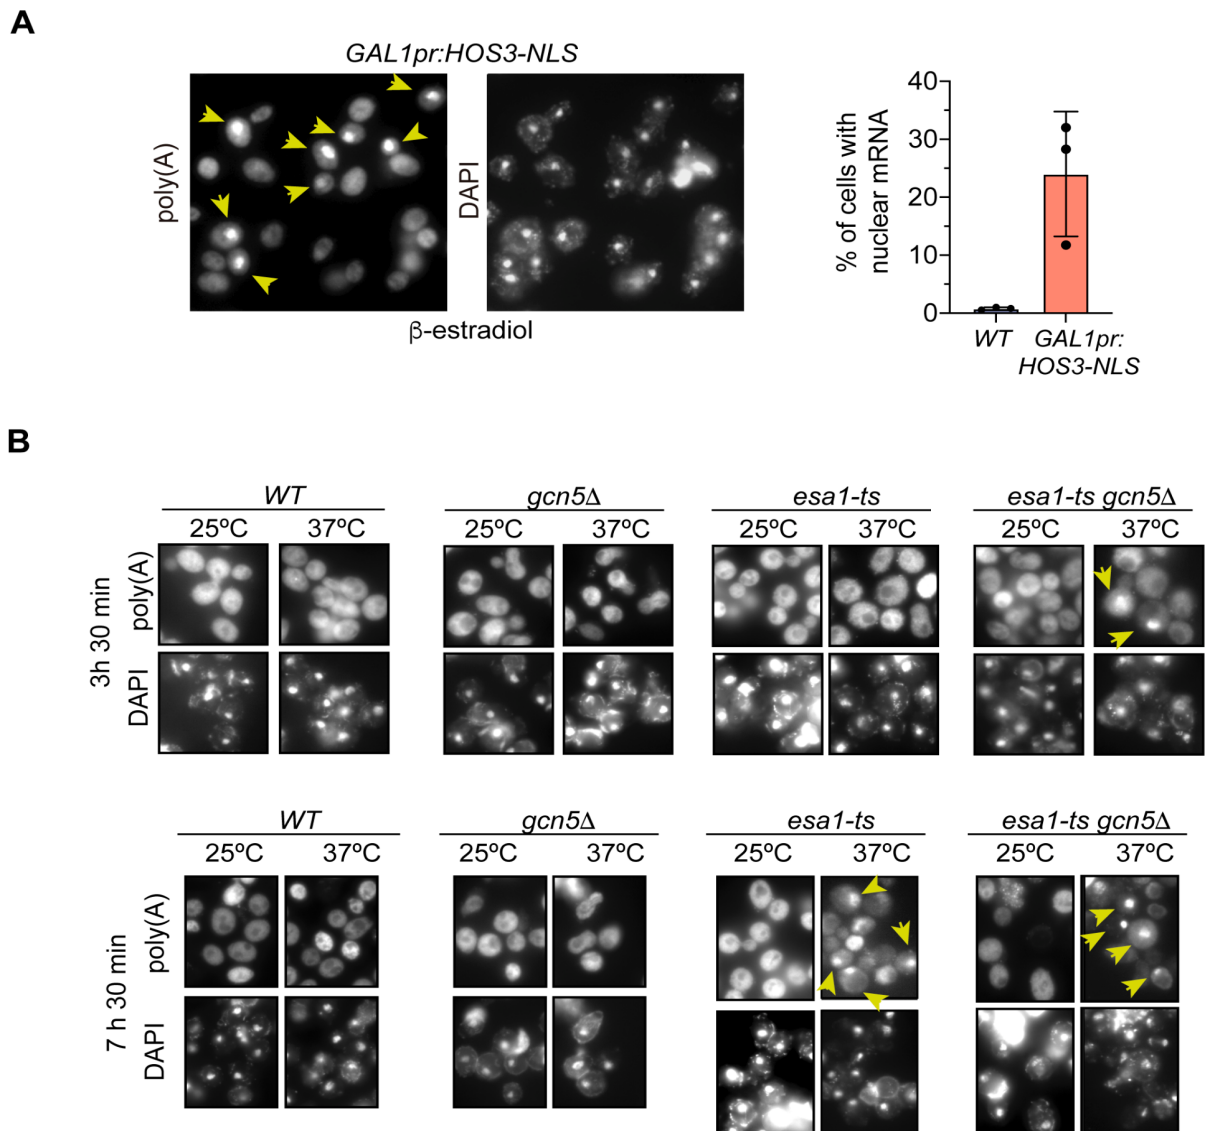 A
GAL1pr:HOS3-NLS
poly(A)
DAPI
β-estradiol
% of cells with
nuclear mRNA
40
30
20
10
0
WT
GAL1pr:
HOS3-NLS
B
3h 30 min
WT
gcn5Δ
esa1-ts
esa1-ts gcn5Δ
25ºC 37ºC 25ºC 37ºC 25ºC 37ºC 25ºC 37ºC
poly(A)
DAPI
7 h 30 min
WT
gcn5Δ
esa1-ts
esa1-ts gcn5Δ
25ºC 37ºC 25ºC 37ºC 25ºC 37ºC 25ºC 37ºC
poly(A)
DAPI